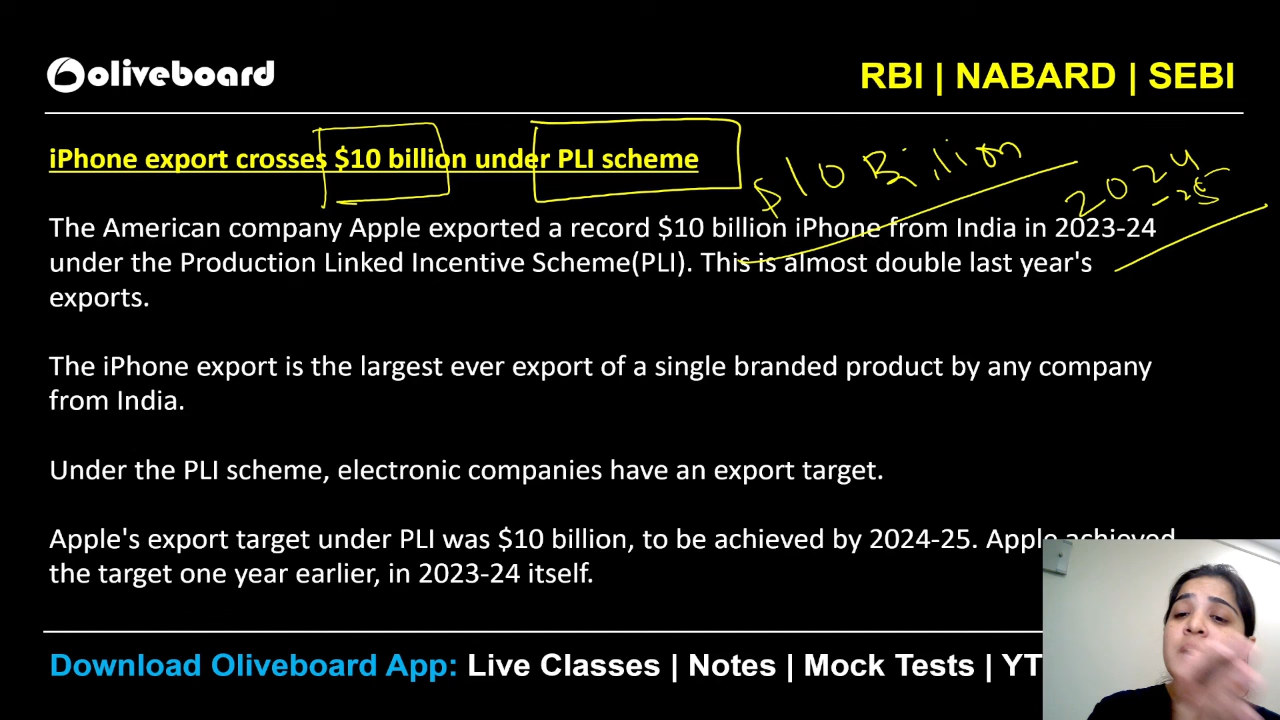 oliveboard
RBI | NABARD | SEBI
iPhone export crosses $10 billion under PLI scheme
$10 Billion
2024
-25
The American company Apple exported a record $10 billion iPhone from India in 2023-24
under the Production Linked Incentive Scheme(PLI). This is almost double last year's
exports.
The iPhone export is the largest ever export of a single branded product by any company
from India.
Under the PLI scheme, electronic companies have an export target.
Apple's export target under PLI was $10 billion, to be achieved by 2024-25. Apple achieved
the target one year earlier, in 2023-24 itself.
Download Oliveboard App: Live Classes | Notes | Mock Tests | YT